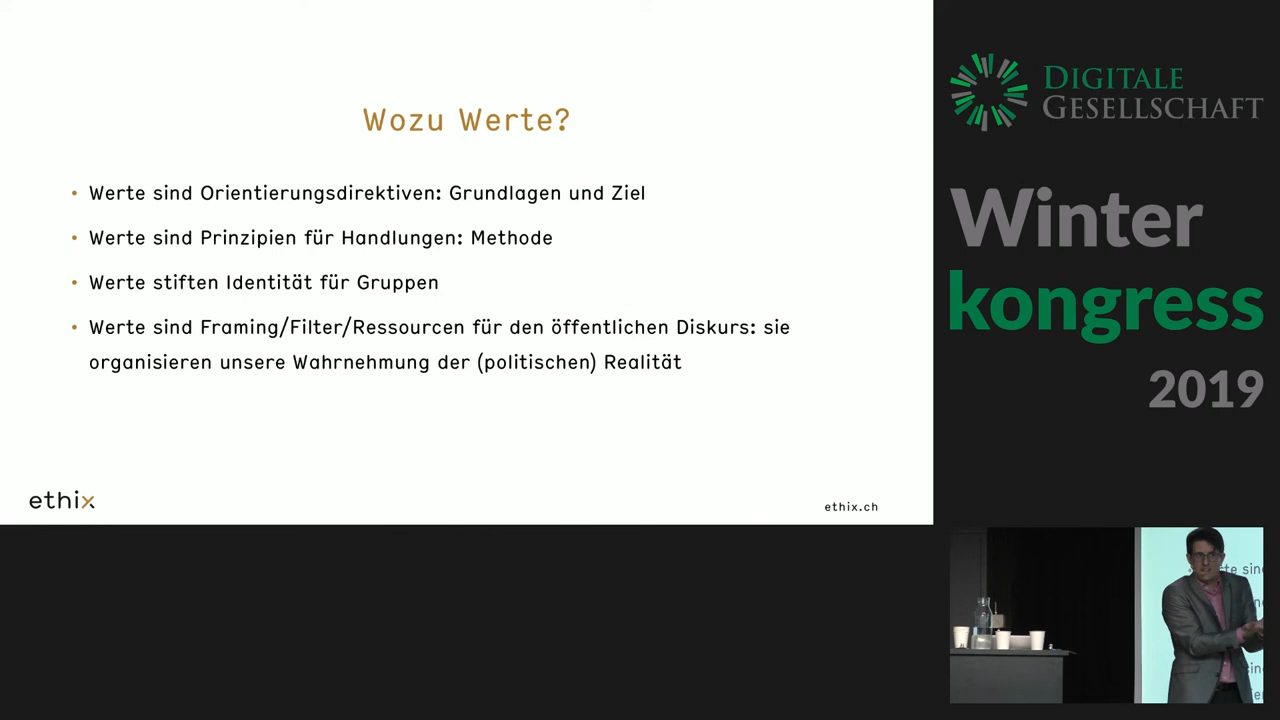 Wozu Werte?
• Werte sind Orientierungsdirektiven: Grundlagen und Ziel
• Werte sind Prinzipien für Handlungen: Methode
• Werte stiften Identität für Gruppen
• Werte sind Framing/Filter/Ressourcen für den öffentlichen Diskurs: sie
organisieren unsere Wahrnehmung der (politischen) Realität
ethix
ethix.ch
DIGITALE
GESELLSCHAFT
Winter
kongress
2019